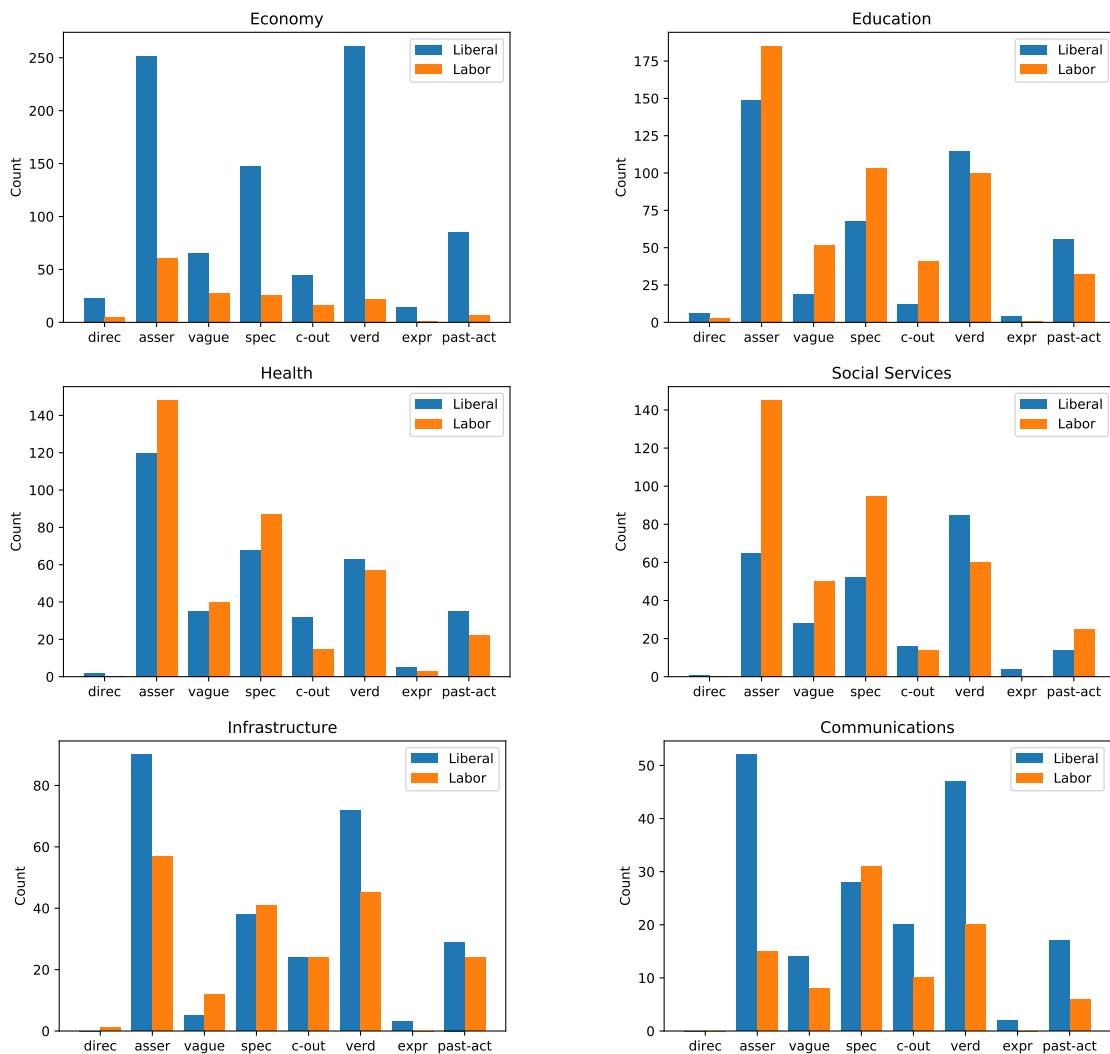 Economy
Count
250
200
150
100
50
0
Liberal
Labor
direc asser vague spec c-out verd expr past-act
Education
Count
175
150
125
100
75
50
25
0
Liberal
Labor
direc asser vague spec c-out verd expr past-act
Health
Count
140
120
100
80
60
40
20
0
Liberal
Labor
direc asser vague spec c-out verd expr past-act
Social Services
Count
140
120
100
80
60
40
20
0
Liberal
Labor
direc asser vague spec c-out verd expr past-act
Infrastructure
Count
80
60
40
20
0
Liberal
Labor
direc asser vague spec c-out verd expr past-act
Communications
Count
50
40
30
20
10
0
Liberal
Labor
direc asser vague spec c-out verd expr past-act